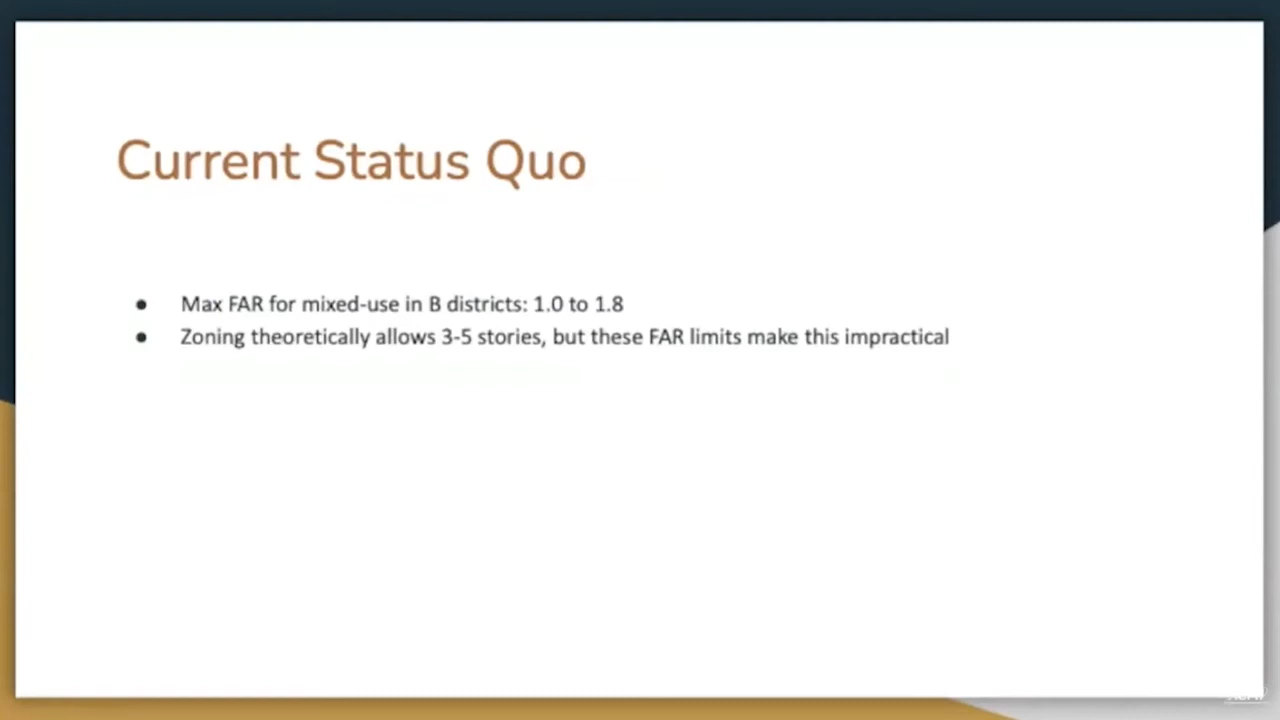 Current Status Quo
● Max FAR for mixed-use in B districts: 1.0 to 1.8
● Zoning theoretically allows 3-5 stories, but these FAR limits make this impractical